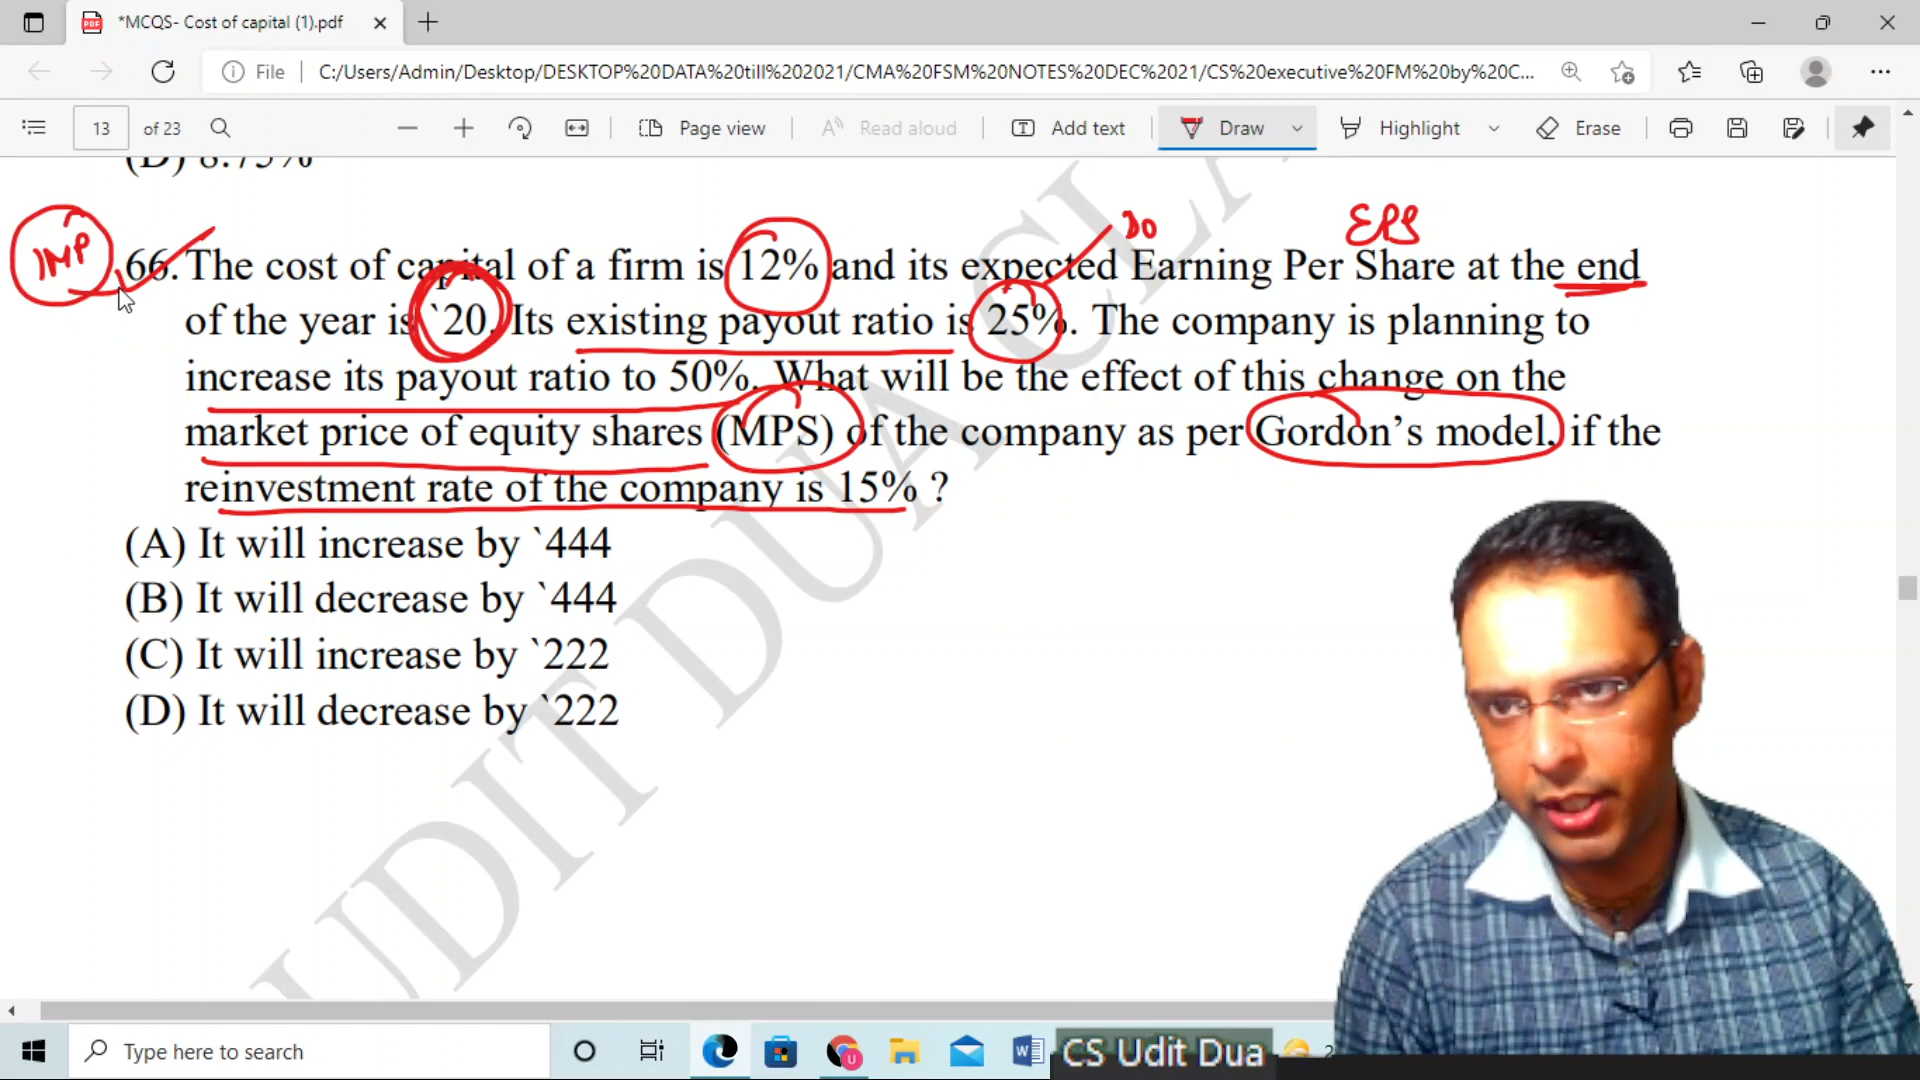 *MCQS- Cost of capital (1).pdf
File
C:/Users/Admin/Desktop/DESKTOP%20DATA%20till%202021/CMA%20FSM%20NOTES%20DEC%2021/CS%20executive%20FM%20by%20C...
13 of 23
Page view
Read aloud
Add text
Draw
Highlight
Erase
(D) 8.75%
IMP
DO
EPS
66. The cost of capital of a firm is 12% and its expected Earning Per Share at the end
of the year is `20. Its existing payout ratio is 25%. The company is planning to
increase its payout ratio to 50%. What will be the effect of this change on the
market price of equity shares (MPS) of the company as per Gordon's model, if the
reinvestment rate of the company is 15% ?
(A) It will increase by `444
(B) It will decrease by `444
(C) It will increase by `222
(D) It will decrease by `222
UDIT DUA CLA
Type here to search
CS Udit Dua